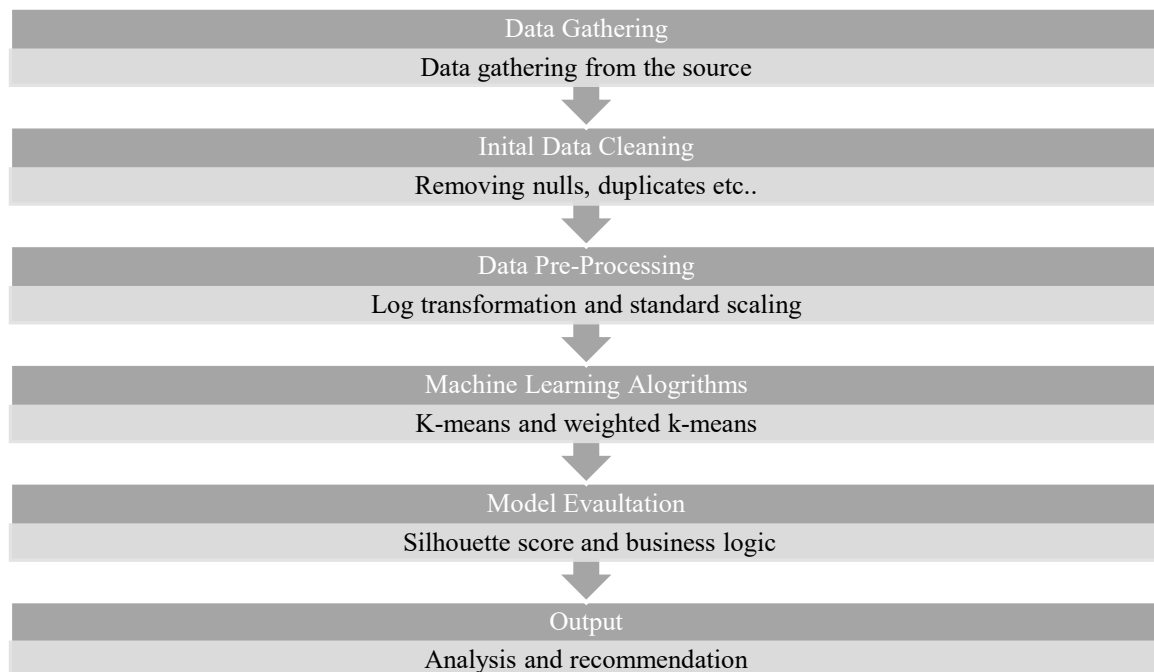 Data Gathering
Data gathering from the source
Inital Data Cleaning
Removing nulls, duplicates etc..
Data Pre-Processing
Log transformation and standard scaling
Machine Learning Alogrithms
K-means and weighted k-means
Model Evaultation
Silhouette score and business logic
Output
Analysis and recommendation